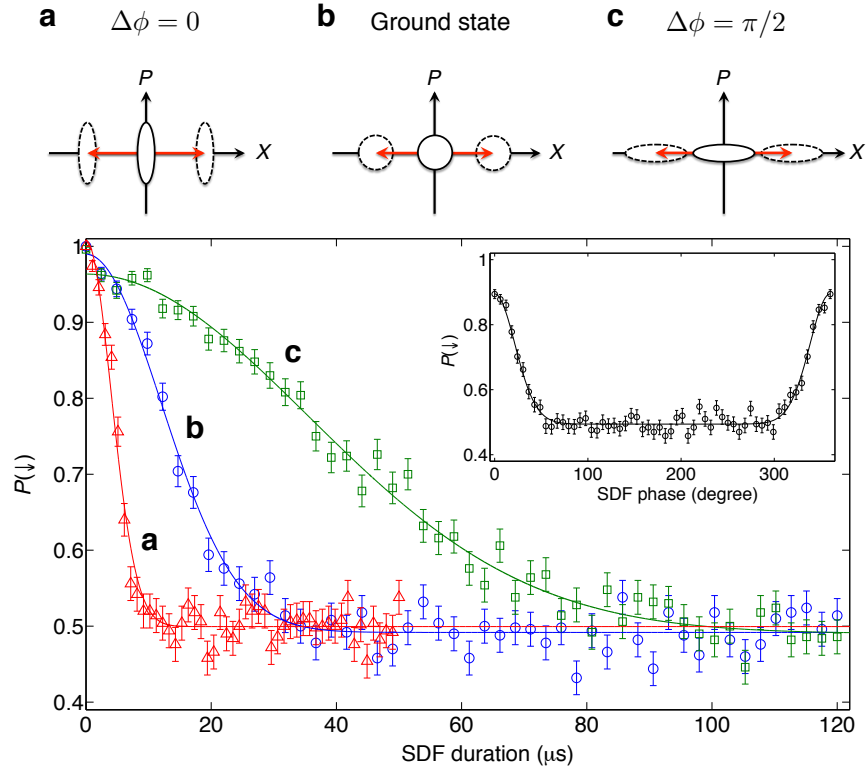 a Δϕ = 0 b Ground state c Δϕ = π/2
P P P
X X X
1
0.9
0.8
0.7
0.6
0.5
0.4
P(↓)
a
b
c
1
0.8
0.6
0.4
P(↓)
0 100 200 300
SDF phase (degree)
0 20 40 60 80 100 120
SDF duration (μs)